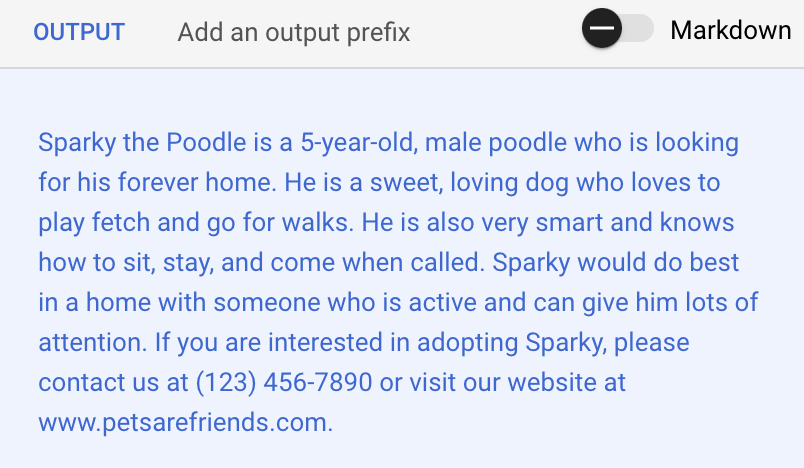 OUTPUT Add an output prefix Markdown
Sparky the Poodle is a 5-year-old, male poodle who is looking
for his forever home. He is a sweet, loving dog who loves to
play fetch and go for walks. He is also very smart and knows
how to sit, stay, and come when called. Sparky would do best
in a home with someone who is active and can give him lots of
attention. If you are interested in adopting Sparky, please
contact us at (123) 456-7890 or visit our website at
www.petsarefriends.com.